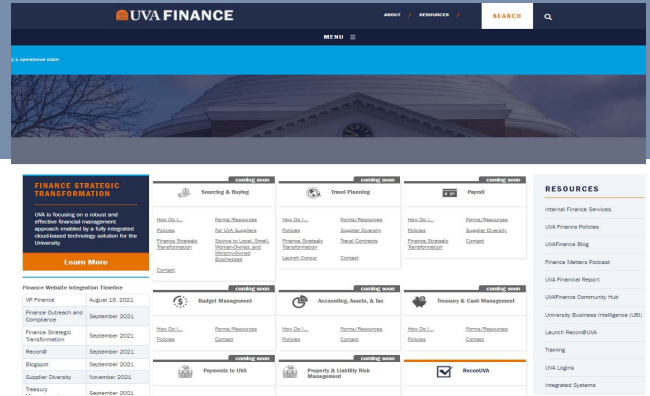 UVA FINANCE
ABOUT / RESOURCES /
SEARCH
MENU
y's operational state:
FINANCE STRATEGIC
TRANSFORMATION
UVA is focusing on a robust and
effective financial management
approach enabled by a fully integrated
cloud-based technology solution for the
University.
Learn More
Finance Website Integration Timeline
VP Finance August 16, 2021
Finance Outreach and
Compliance September 2021
Finance Strategic
Transformation September 2021
Recon@ September 2021
Blogspot September 2021
Supplier Diversity November 2021
Treasury
September 2021
coming soon
Sourcing & Buying
How Do I... Forms/Resources
Policies For UVA Suppliers
Finance Strategic
Transformation
Source to Local, Small,
Woman-Owned, and
Minority-Owned
Businesses
Contact
coming soon
Travel Planning
How Do I... Forms/Resources
Policies Supplier Diversity
Finance Strategic
Transformation
Travel Contracts
Launch Concur Contact
coming soon
Payroll
How Do I... Forms/Resources
Policies Supplier Diversity
Finance Strategic
Transformation
Contact
coming soon
Budget Management
How Do I... Forms/Resources
Policies Contact
coming soon
Accounting, Assets, & Tax
How Do I... Forms/Resources
Policies Contact
coming soon
Treasury & Cash Management
How Do I... Forms/Resources
Policies Contact
coming soon
Payments to UVA
coming soon
Property & Liability Risk
Management
Recon@UVA
RESOURCES
Internal Finance Services
UVA Finance Policies
UVAFinance Blog
Finance Matters Podcast
UVA Financial Report
UVAFinance Community Hub
University Business Intelligence (UBI)
Launch Recon@UVA
Training
UVA Logins
Integrated Systems